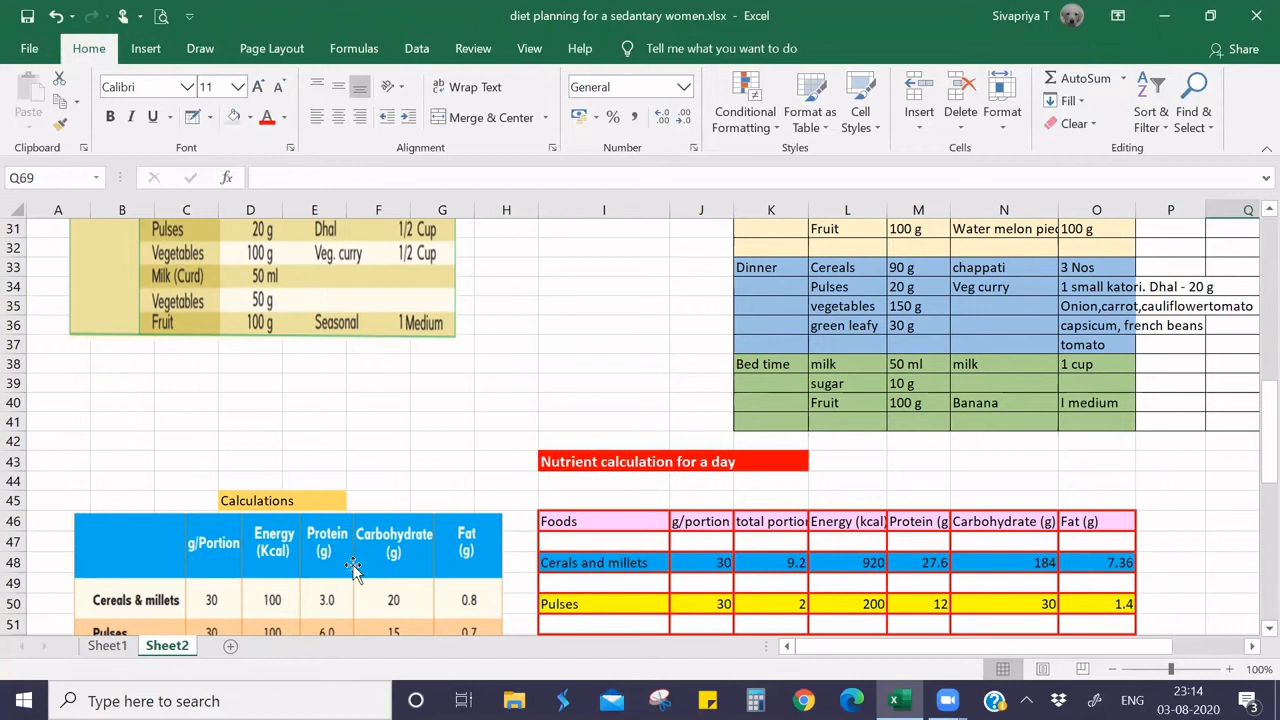 diet planning for a sedantary women.xlsx - Excel
Sivapriya T
File Home Insert Draw Page Layout Formulas Data Review View Help Tell me what you want to do Share
Paste Calibri 11 Wrap Text General Conditional Formatting Format as Table Cell Styles Insert Delete Format AutoSum Sort & Filter Find & Select
B I U Merge & Center % Fill
Clear
Clipboard Font Alignment Number Styles Cells Editing
Q69 fx
A B C D E F G H I J K L M N O P Q
31 Pulses 20 g Dhal 1/2 Cup Fruit 100 g Water melon pied 100 g
32 Vegetables 100 g Veg. curry 1/2 Cup
33 Milk (Curd) 50 ml Dinner Cereals 90 g chappati 3 Nos
34 Pulses 20 g Veg curry 1 small katori. Dhal - 20 g
35 Vegetables 50 g vegetables 150 g Onion,carrot,cauliflowertomato
36 Fruit 100 g Seasonal 1 Medium green leafy 30 g capsicum, french beans
37 tomato
38 Bed time milk 50 ml milk 1 cup
39 sugar 10 g
40 Fruit 100 g Banana I medium
41
42
43 Nutrient calculation for a day
44
45 Calculations
46 Foods g/portion total portion Energy (kcal) Protein (g Carbohydrate (g) Fat (g)
47 g/Portion Energy (Kcal) Protein (g) Carbohydrate (g) Fat (g)
48 Cerals and millets 30 9.2 920 27.6 184 7.36
49
50 Cereals & millets 30 100 3.0 20 0.8 Pulses 30 2 200 12 30 1.4
51 Pulses 30 100 6.0 15 0.7
Sheet1 Sheet2
100%
Type here to search ENG 23:14
03-08-2020 3